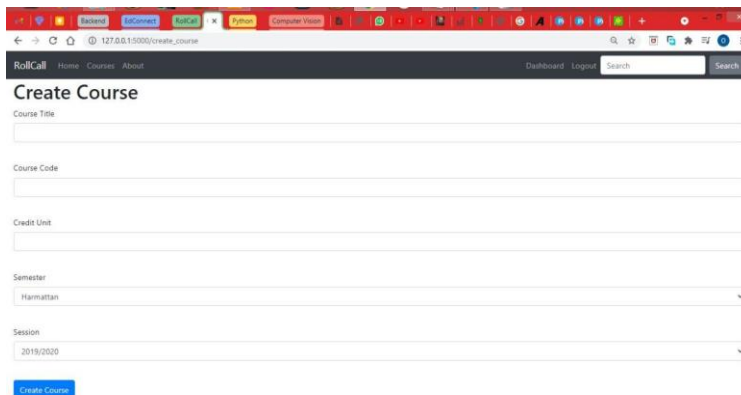 Backend EdConnect RollCall Python Computer Vision
127.0.0.1:5000/create_course
RollCall Home Courses About Dashboard Logout Search Search
Create Course
Course Title
Course Code
Credit Unit
Semester
Harmattan
Session
2019/2020
Create Course